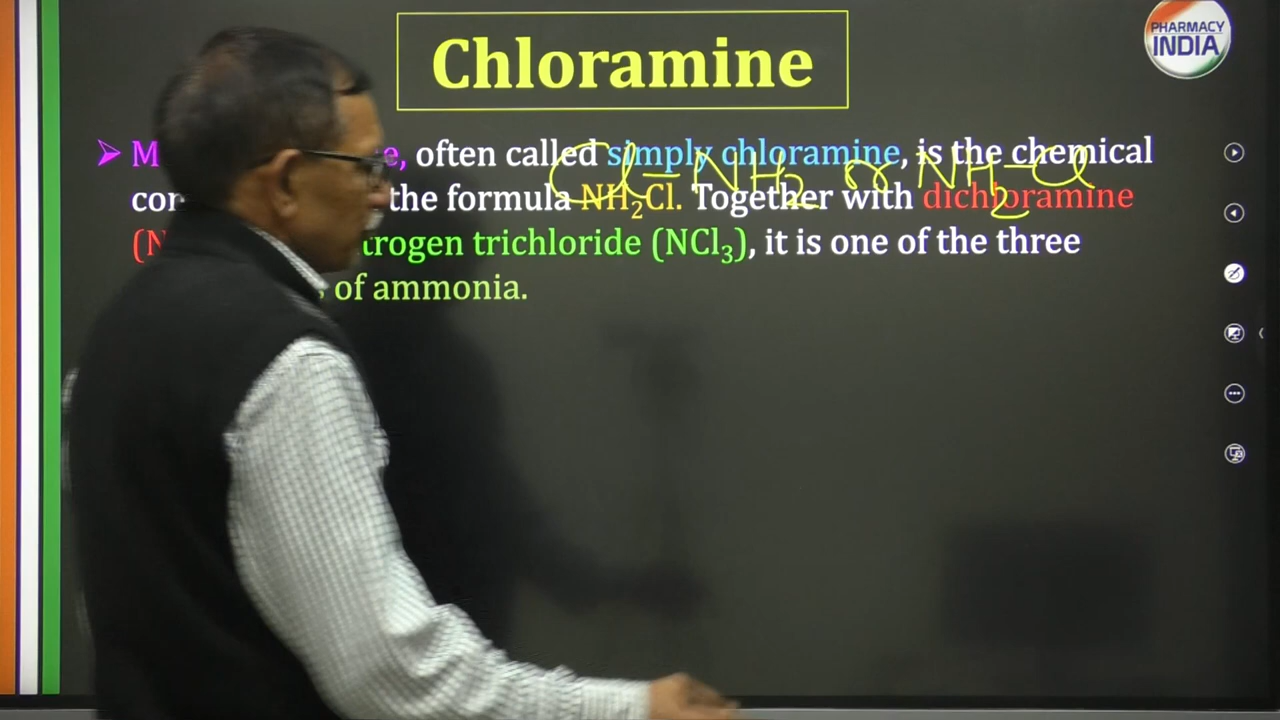 Chloramine
PHARMACY
INDIA
often called simply chloramine, is the chemical
Cl-NH₂ or NH₂-Cl
the formula NH₂Cl. Together with dichloramine
trogen trichloride (NCl₃), it is one of the three
of ammonia.